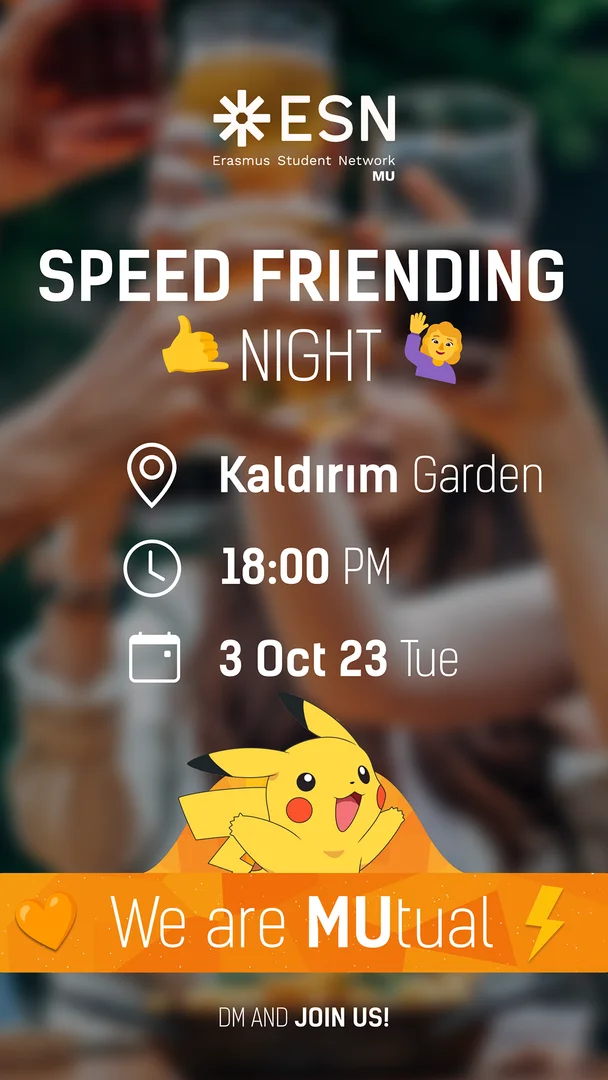 ESN
Erasmus Student Network
MU
SPEED FRIENDING
NIGHT
Kaldırım Garden
18:00 PM
3 Oct 23 Tue
We are MUtual
DM AND JOIN US!